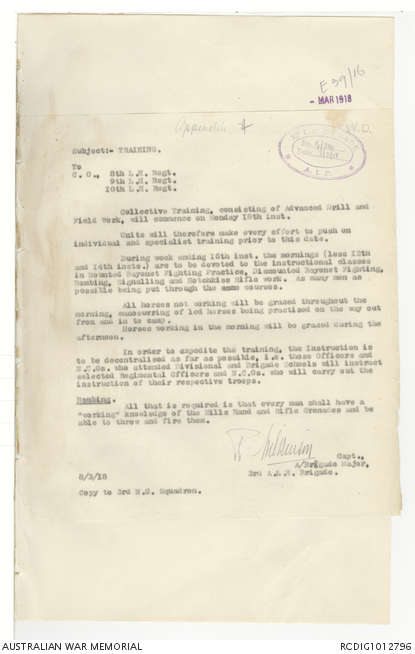 E 39/16
- MAR 1918
Appendix 4
W.D.
A.I.F.
Subject:- TRAINING.
To
C. O., 8th L.H. Regt.
9th L.H. Regt.
10th L.H. Regt.
Collective Training, consisting of Advanced Drill and
Field Work, will commence on Monday 18th inst.
Units will therefore make every effort to push on
individual and specialist training prior to this date.
During week ending 16th inst. the mornings (less 12th
and 14th insts.) are to be devoted to the instructional classes
in Mounted Bayonet Fighting Practice, Dismounted Bayonet Fighting,
Bombing, Signalling and Hotchkiss Rifle work. As many men as
possible being put through the same courses.
All horses not working will be grazed throughout the
morning, manoeuvring of led horses being practised on the way out
from and in to camp.
Horses working in the morning will be grazed during the
afternoon.
In order to expedite the training, the Instruction is
to be decentralised as far as possible, i.e. those Officers and
N.C.Os. who attended Divisional and Brigade Schools will instruct
selected Regimental Officers and N.C.Os. who will carry out the
instruction of their respective troops.
Bombing.
All that is required is that every man shall have a
"working" knowledge of the Mills Hand and Rifle Grenades and be
able to throw and fire them.
Capt.,
A/Brigade Major,
8/3/18
3rd A.L.H. Brigade.
Copy to 3rd M.G. Squadron.
AUSTRALIAN WAR MEMORIAL
RCDIG1012796